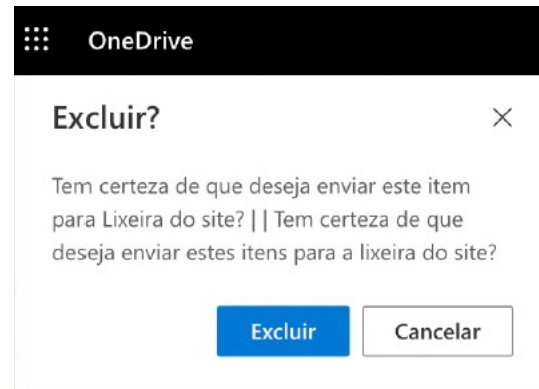 OneDrive
Excluir?
Tem certeza de que deseja enviar este item
para Lixeira do site? | | Tem certeza de que
deseja enviar estes itens para a lixeira do site?
Excluir Cancelar